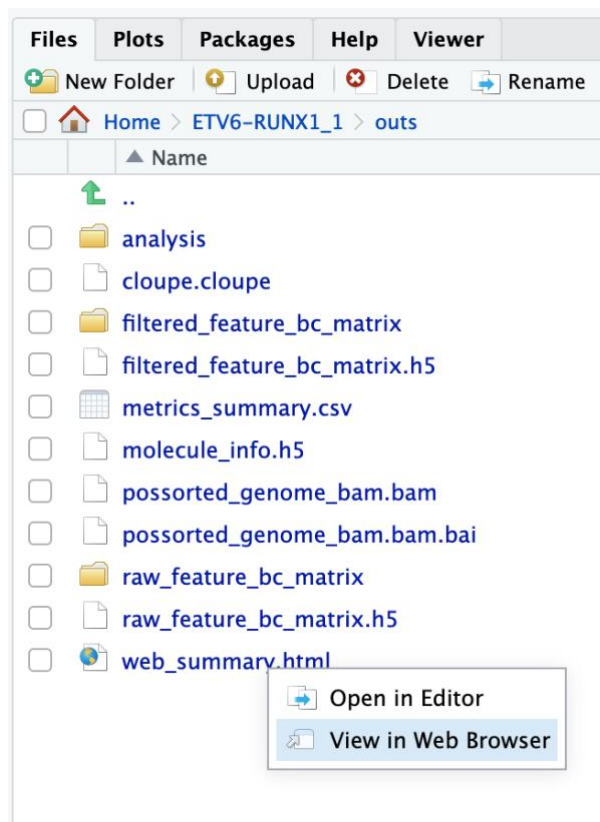 Files Plots Packages Help Viewer
New Folder Upload Delete Rename
Home > ETV6-RUNX1_1 > outs
Name
..
analysis
cloupe.cloupe
filtered_feature_bc_matrix
filtered_feature_bc_matrix.h5
metrics_summary.csv
molecule_info.h5
possorted_genome_bam.bam
possorted_genome_bam.bam.bai
raw_feature_bc_matrix
raw_feature_bc_matrix.h5
web_summary.html
Open in Editor
View in Web Browser